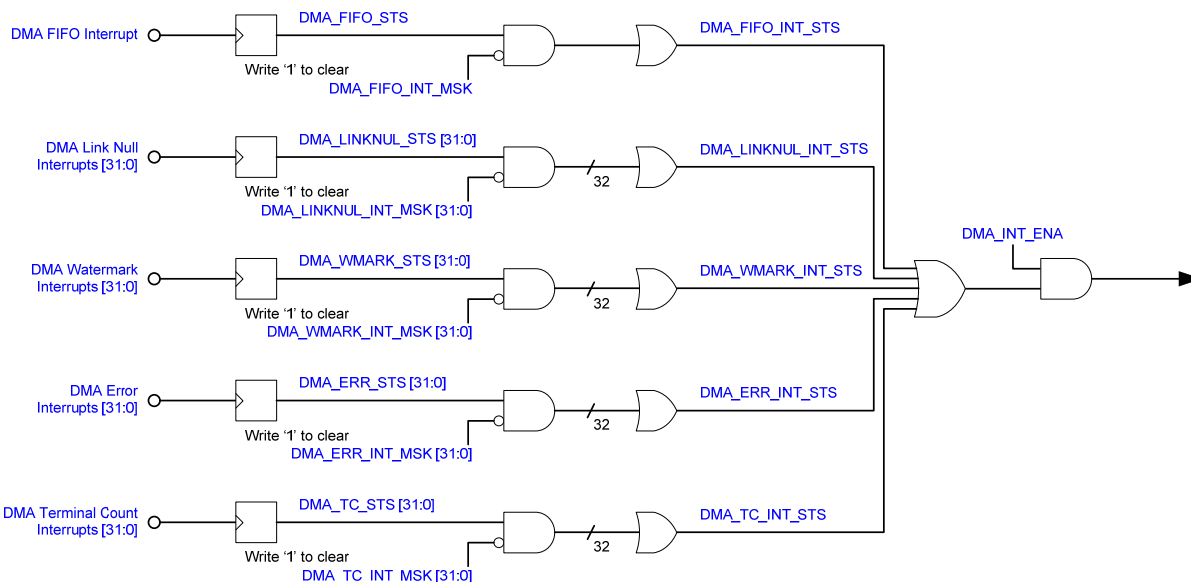 DMA FIFO Interrupt
DMA_FIFO_STS
Write '1' to clear
DMA_FIFO_INT_MSK
DMA_FIFO_INT_STS
DMA Link Null
Interrupts [31:0]
DMA_LINKNUL_STS [31:0]
Write '1' to clear
DMA_LINKNUL_INT_MSK [31:0]
32
DMA_LINKNUL_INT_STS
DMA Watermark
Interrupts [31:0]
DMA_WMARK_STS [31:0]
Write '1' to clear
DMA_WMARK_INT_MSK [31:0]
32
DMA_WMARK_INT_STS
DMA_INT_ENA
DMA Error
Interrupts [31:0]
DMA_ERR_STS [31:0]
Write '1' to clear
DMA_ERR_INT_MSK [31:0]
32
DMA_ERR_INT_STS
DMA Terminal Count
Interrupts [31:0]
DMA_TC_STS [31:0]
Write '1' to clear
DMA_TC_INT_MSK [31:0]
32
DMA_TC_INT_STS